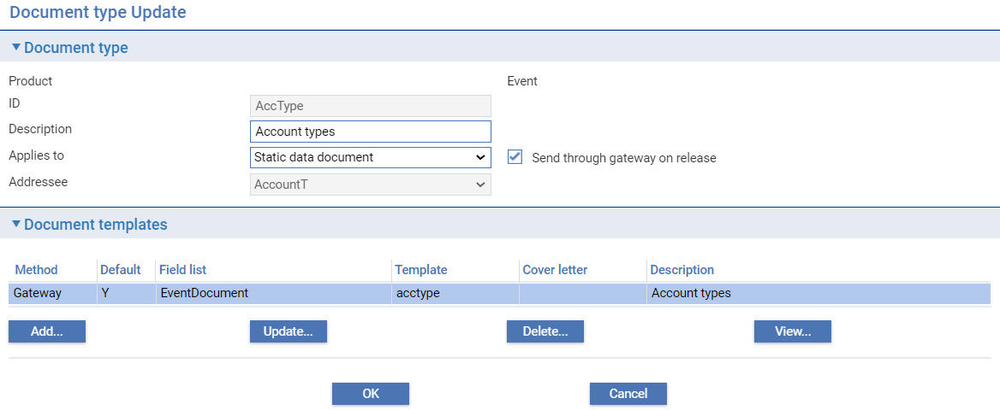 Document type Update
Document type
Product Event
ID AccType
Description Account types
Applies to Static data document Send through gateway on release
Addressee AccountT
Document templates
Method Default Field list Template Cover letter Description
Gateway Y EventDocument acctype Account types
Add... Update... Delete... View...
OK Cancel